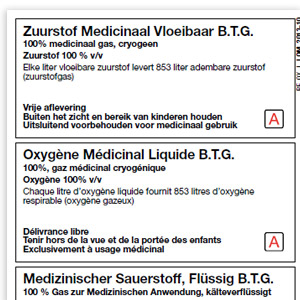 Zuurstof Medicinaal Vloeibaar B.T.G.
100% medicinaal gas, cryogeen
Zuurstof 100 % v/v
Elke liter vloeibare zuurstof levert 853 liter adembare zuurstof
(zuurstofgas)
Vrije aflevering
Buiten het zicht en bereik van kinderen houden
Uitsluitend voorbehouden voor medicinaal gebruik
A
Oxygène Médicinal Liquide B.T.G.
100%, gaz médicinal cryogénique
Oxygène 100% v/v
Chaque litre d'oxygène liquide fournit 853 litres d'oxygène
respirable (oxygène gazeux)
Délivrance libre
Tenir hors de la vue et de la portée des enfants
Exclusivement à usage médicinal
A
Medizinischer Sauerstoff, Flüssig B.T.G.
100 % Gas zur Medizinischen Anwendung, kälteverflüssigt